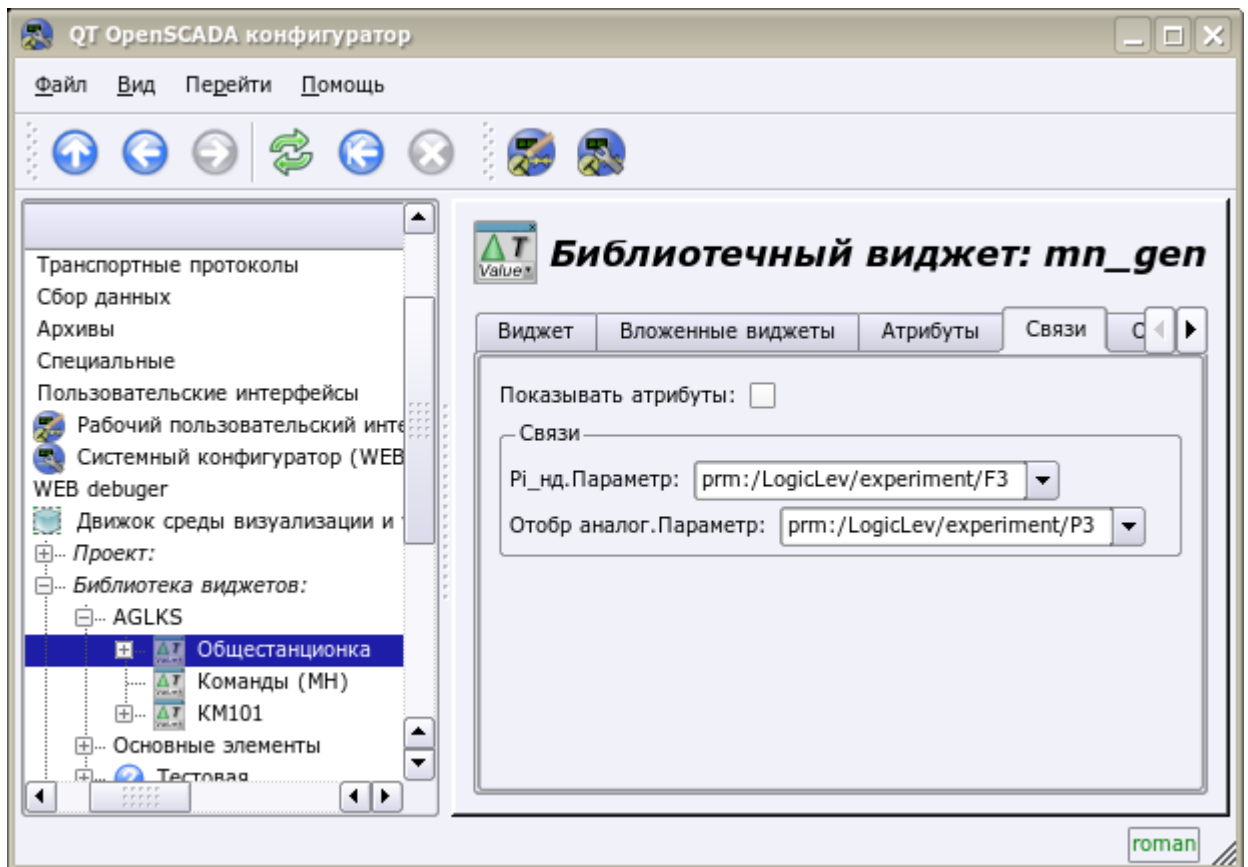 QT OpenSCADA конфигуратор
Файл Вид Перейти Помощь
Транспортные протоколы
Сбор данных
Архивы
Специальные
Пользовательские интерфейсы
Рабочий пользовательский инте
Системный конфигуратор (WEB
WEB debuger
Движок среды визуализации и
Проект:
Библиотека виджетов:
AGLKS
Общестанционка
Команды (МН)
КМ101
Основные элементы
Тестовая
Value
Библиотечный виджет: mn_gen
Виджет Вложенные виджеты Атрибуты Связи
Показывать атрибуты:
Связи
Pi_нд.Параметр: prm:/LogicLev/experiment/F3
Отобр аналог.Параметр: prm:/LogicLev/experiment/P3
roman